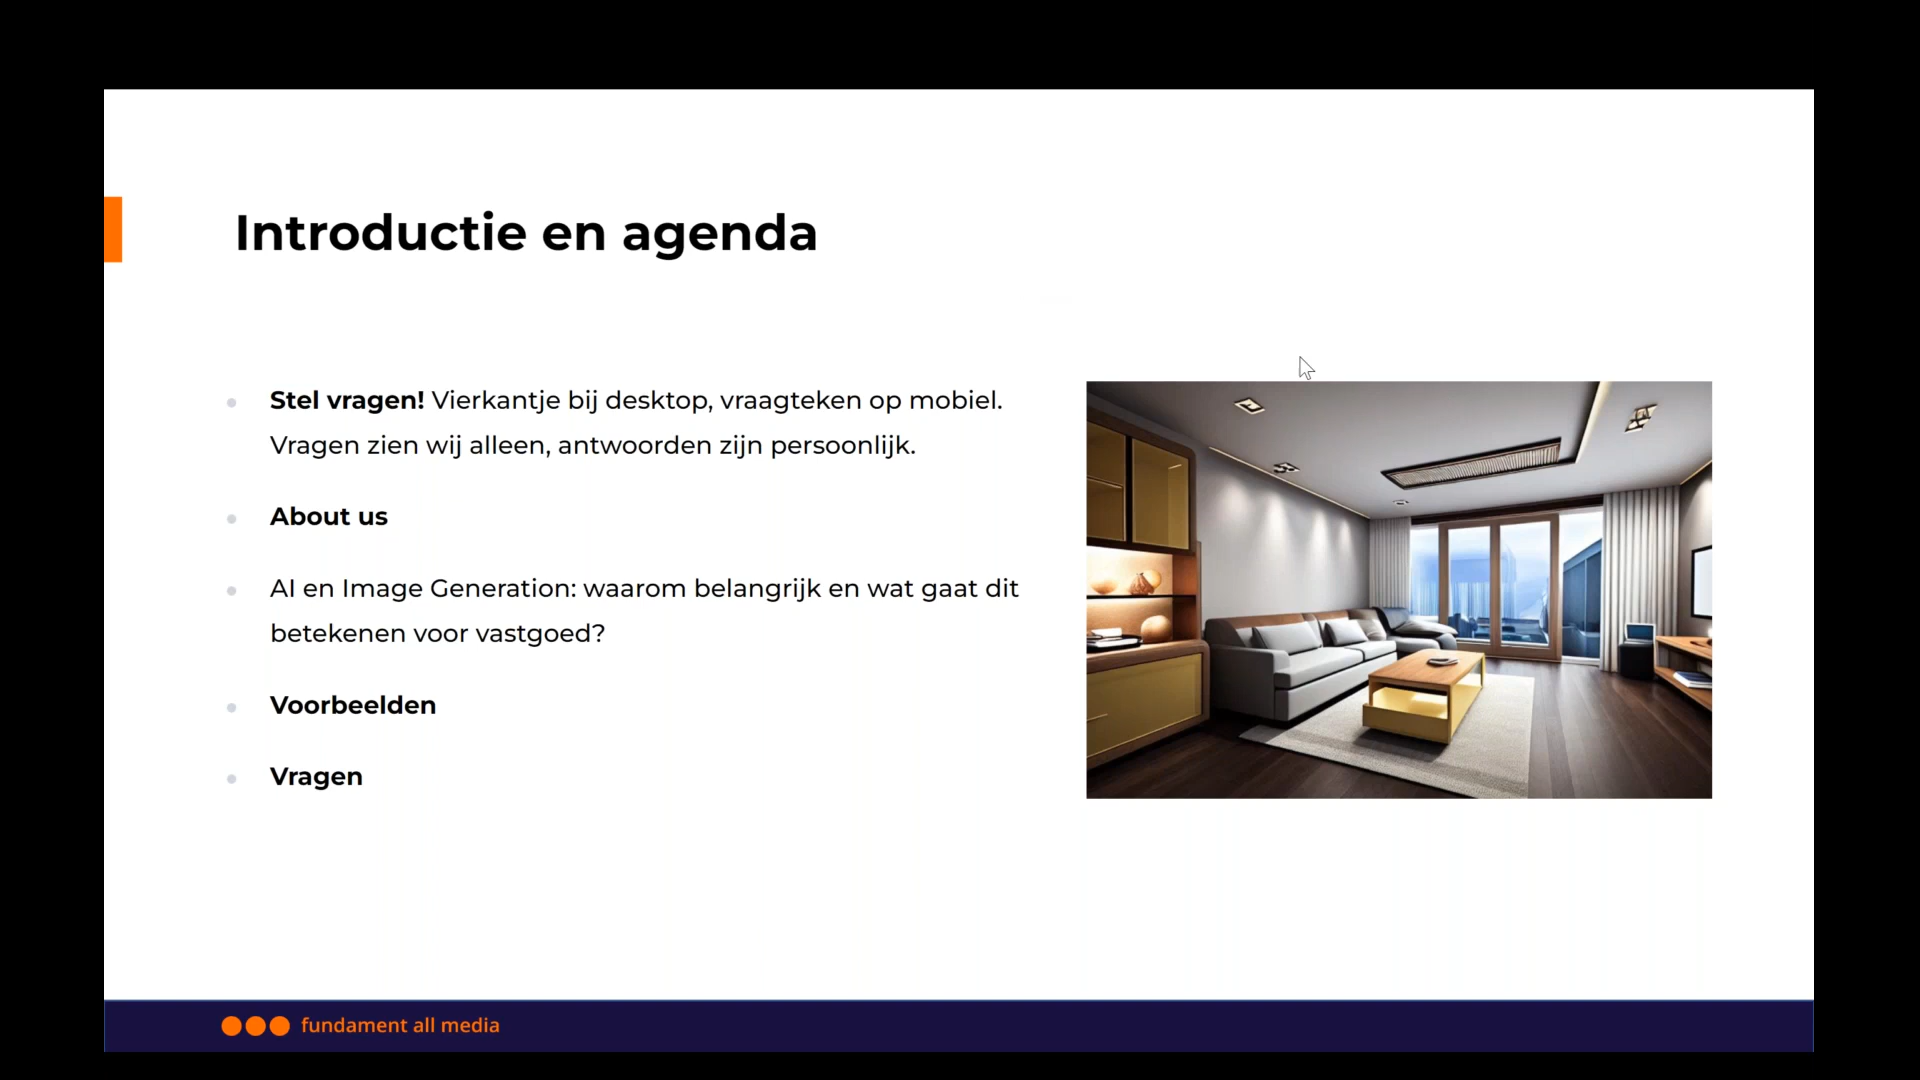 Introductie en agenda
Stel vragen! Vierkantje bij desktop, vraagteken op mobiel.
Vragen zien wij alleen, antwoorden zijn persoonlijk.
About us
AI en Image Generation: waarom belangrijk en wat gaat dit
betekenen voor vastgoed?
Voorbeelden
Vragen
fundament all media